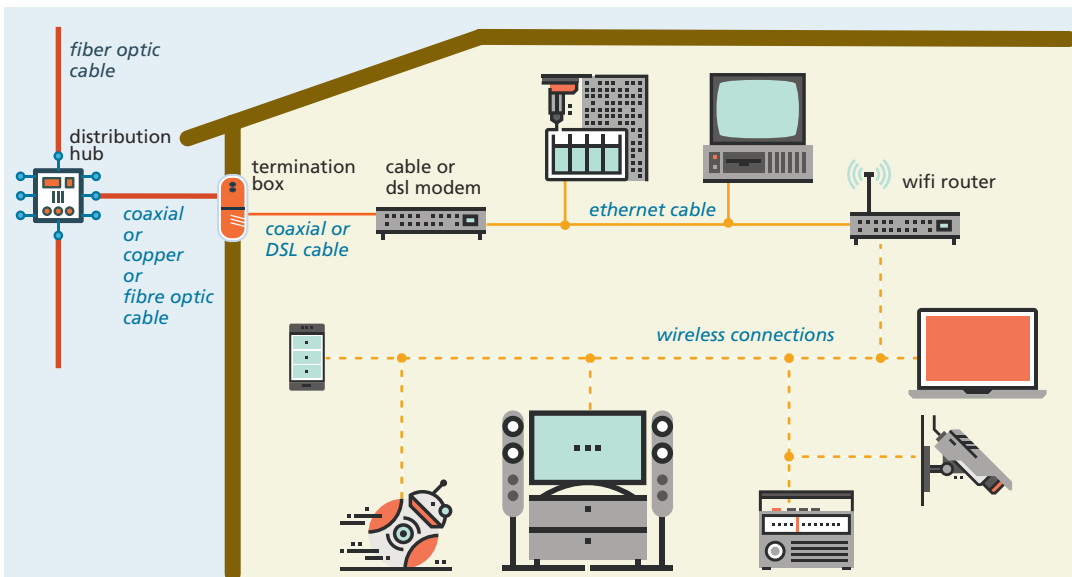 fiber optic
cable
distribution
hub
termination
box
cable or
dsl modem
wifi router
ethernet cable
coaxial
or
copper
or
fibre optic
cable
coaxial or
DSL cable
wireless connections